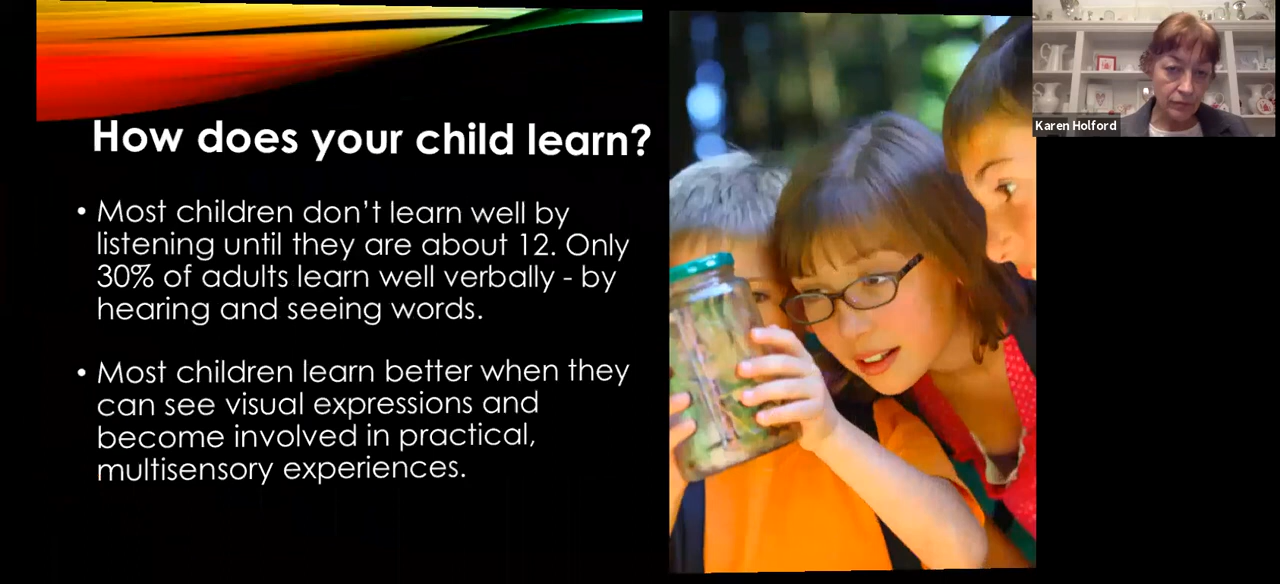 How does your child learn?
• Most children don’t learn well by
listening until they are about 12. Only
30% of adults learn well verbally - by
hearing and seeing words.
• Most children learn better when they
can see visual expressions and
become involved in practical,
multisensory experiences.
Karen Holford